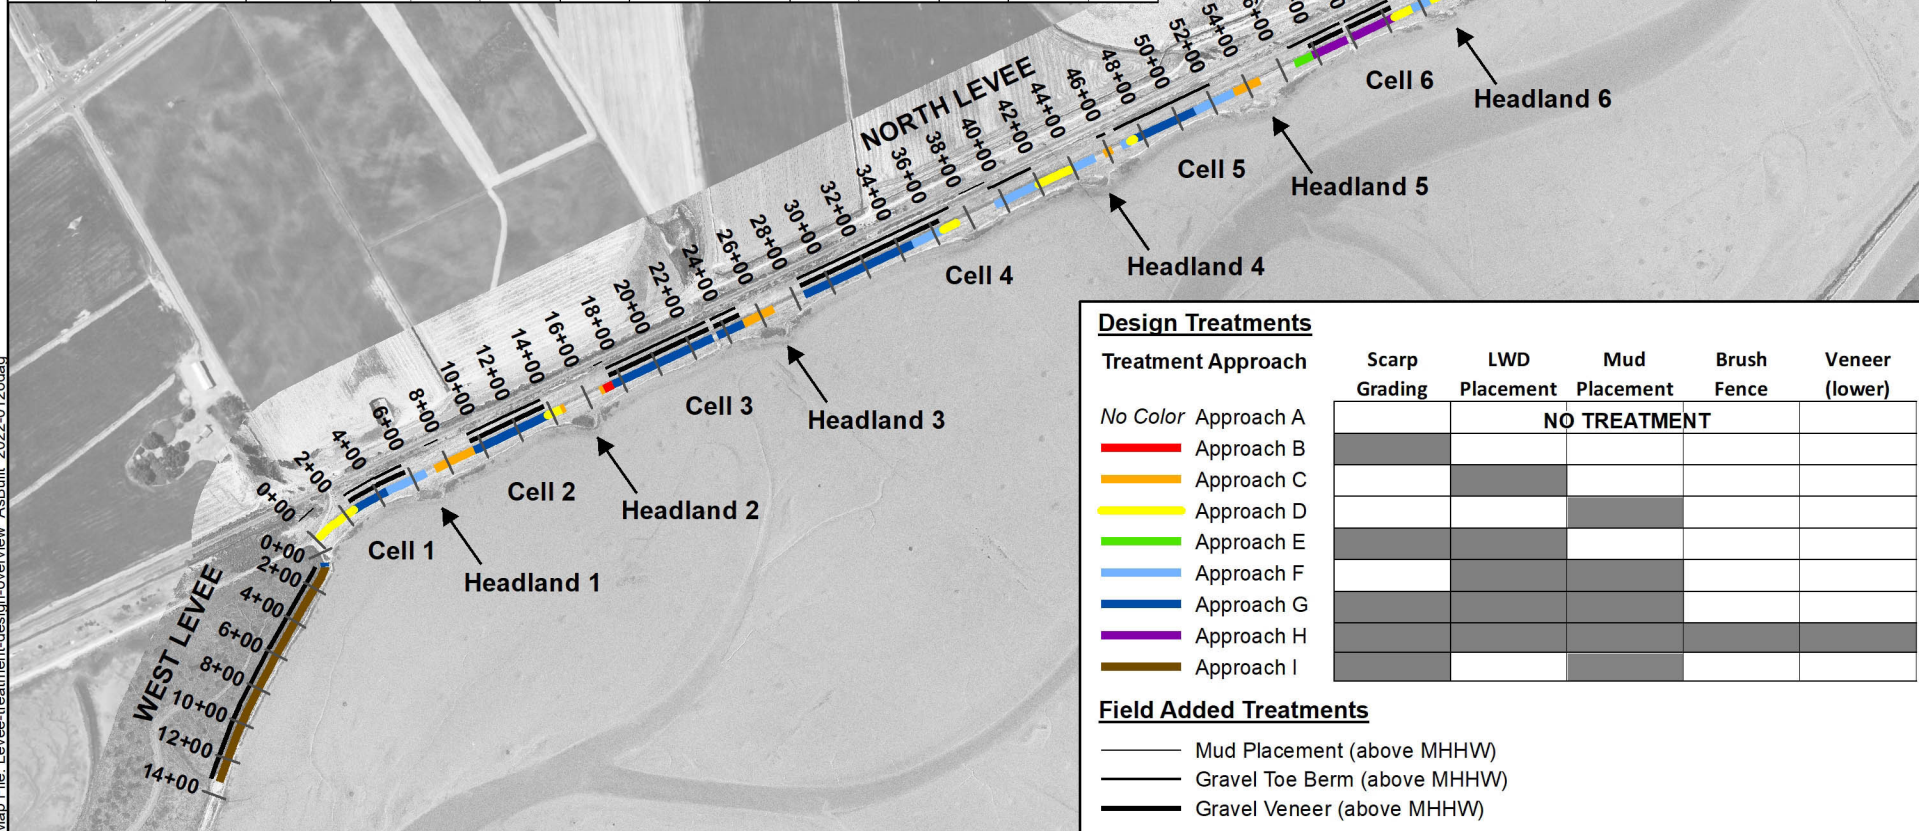 54+00
52+00
50+00
48+00
46+00
44+00
42+00
40+00
38+00
36+00
34+00
32+00
30+00
28+00
26+00
24+00
22+00
20+00
18+00
16+00
14+00
12+00
10+00
8+00
6+00
4+00
2+00
0+00
NORTH LEVEE
Cell 6
Headland 6
Cell 5
Headland 5
Cell 4
Headland 4
Cell 3
Headland 3
Cell 2
Headland 2
Cell 1
Headland 1
0+00
2+00
4+00
6+00
8+00
10+00
12+00
14+00
WEST LEVEE
Design Treatments
Treatment Approach Scarp Grading LWD Placement Mud Placement Brush Fence Veneer (lower)
No Color Approach A NO TREATMENT
Approach B
Approach C
Approach D
Approach E
Approach F
Approach G
Approach H
Approach I
Field Added Treatments
Mud Placement (above MHHW)
Gravel Toe Berm (above MHHW)
Gravel Veneer (above MHHW)